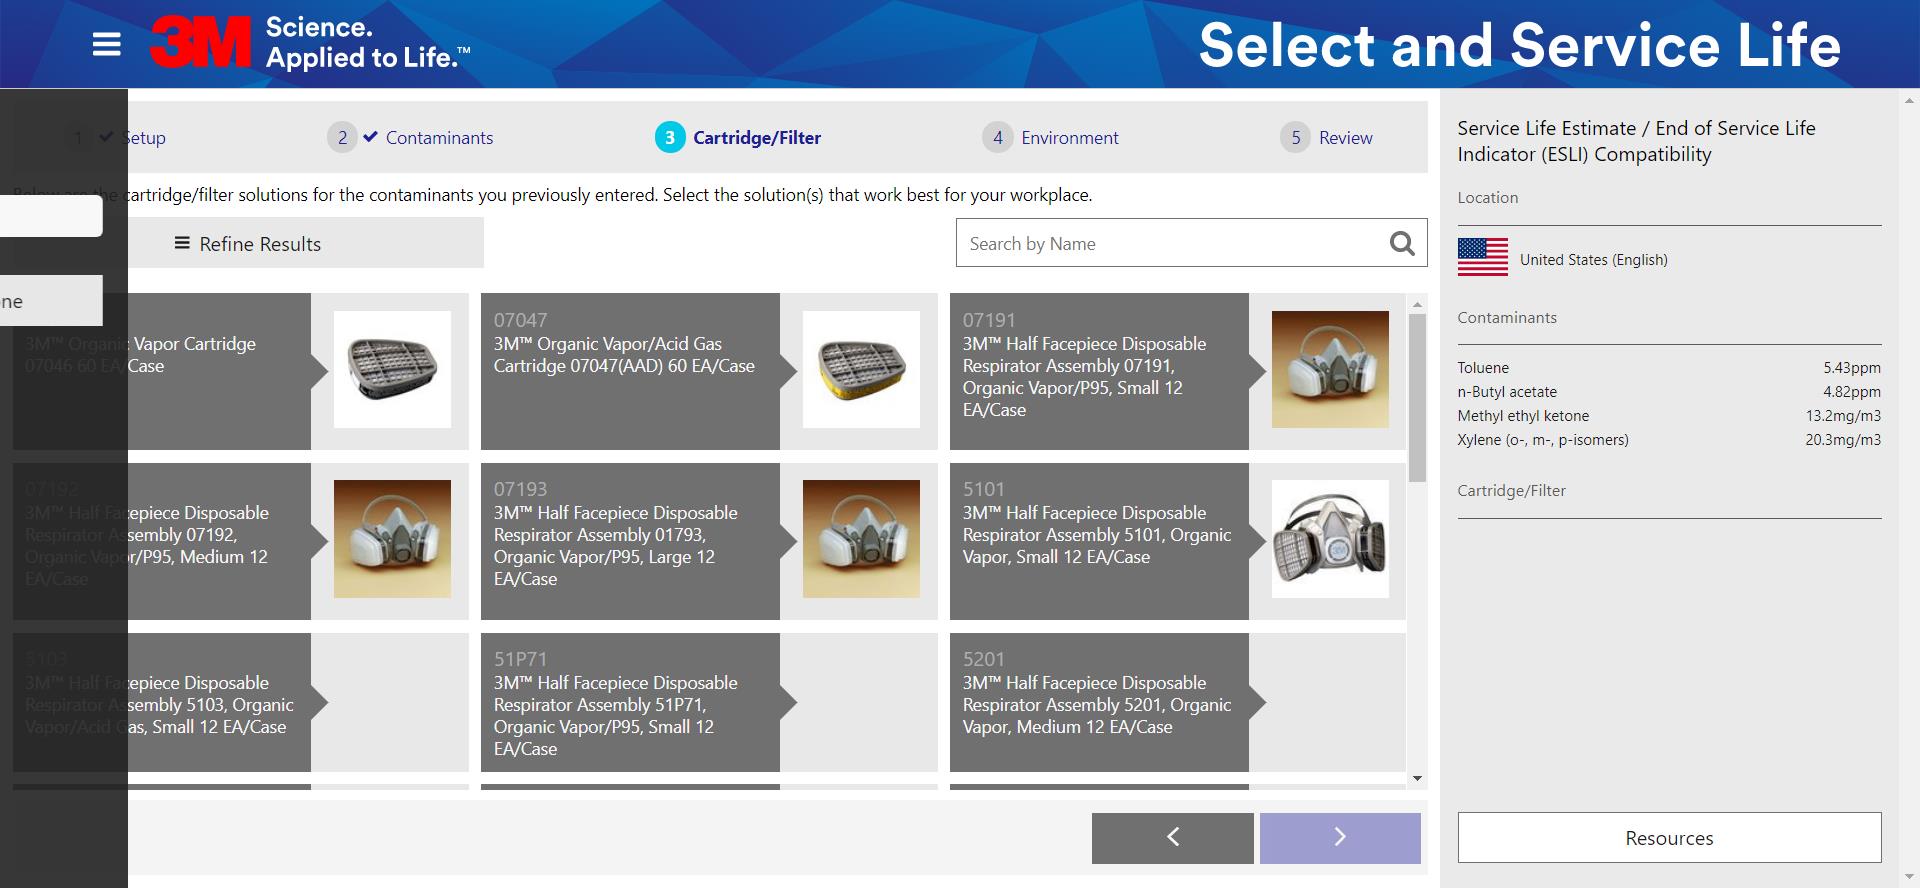 3M Science.
Applied to Life.™
Select and Service Life
1 Setup
2 Contaminants
3 Cartridge/Filter
4 Environment
5 Review
Below are the cartridge/filter solutions for the contaminants you previously entered. Select the solution(s) that work best for your workplace.
Refine Results
Search by Name
one
3M™ Organic Vapor Cartridge
07046 60 EA/Case
07047
3M™ Organic Vapor/Acid Gas
Cartridge 07047(AAD) 60 EA/Case
07191
3M™ Half Facepiece Disposable
Respirator Assembly 07191,
Organic Vapor/P95, Small 12
EA/Case
07192
3M™ Half Facepiece Disposable
Respirator Assembly 07192,
Organic Vapor/P95, Medium 12
EA/Case
07193
3M™ Half Facepiece Disposable
Respirator Assembly 01793,
Organic Vapor/P95, Large 12
EA/Case
5101
3M™ Half Facepiece Disposable
Respirator Assembly 5101, Organic
Vapor, Small 12 EA/Case
5103
3M™ Half Facepiece Disposable
Respirator Assembly 5103, Organic
Vapor/Acid Gas, Small 12 EA/Case
51P71
3M™ Half Facepiece Disposable
Respirator Assembly 51P71,
Organic Vapor/P95, Small 12
EA/Case
5201
3M™ Half Facepiece Disposable
Respirator Assembly 5201, Organic
Vapor, Medium 12 EA/Case
Service Life Estimate / End of Service Life
Indicator (ESLI) Compatibility
Location
United States (English)
Contaminants
Toluene 5.43ppm
n-Butyl acetate 4.82ppm
Methyl ethyl ketone 13.2mg/m3
Xylene (o-, m-, p-isomers) 20.3mg/m3
Cartridge/Filter
Resources